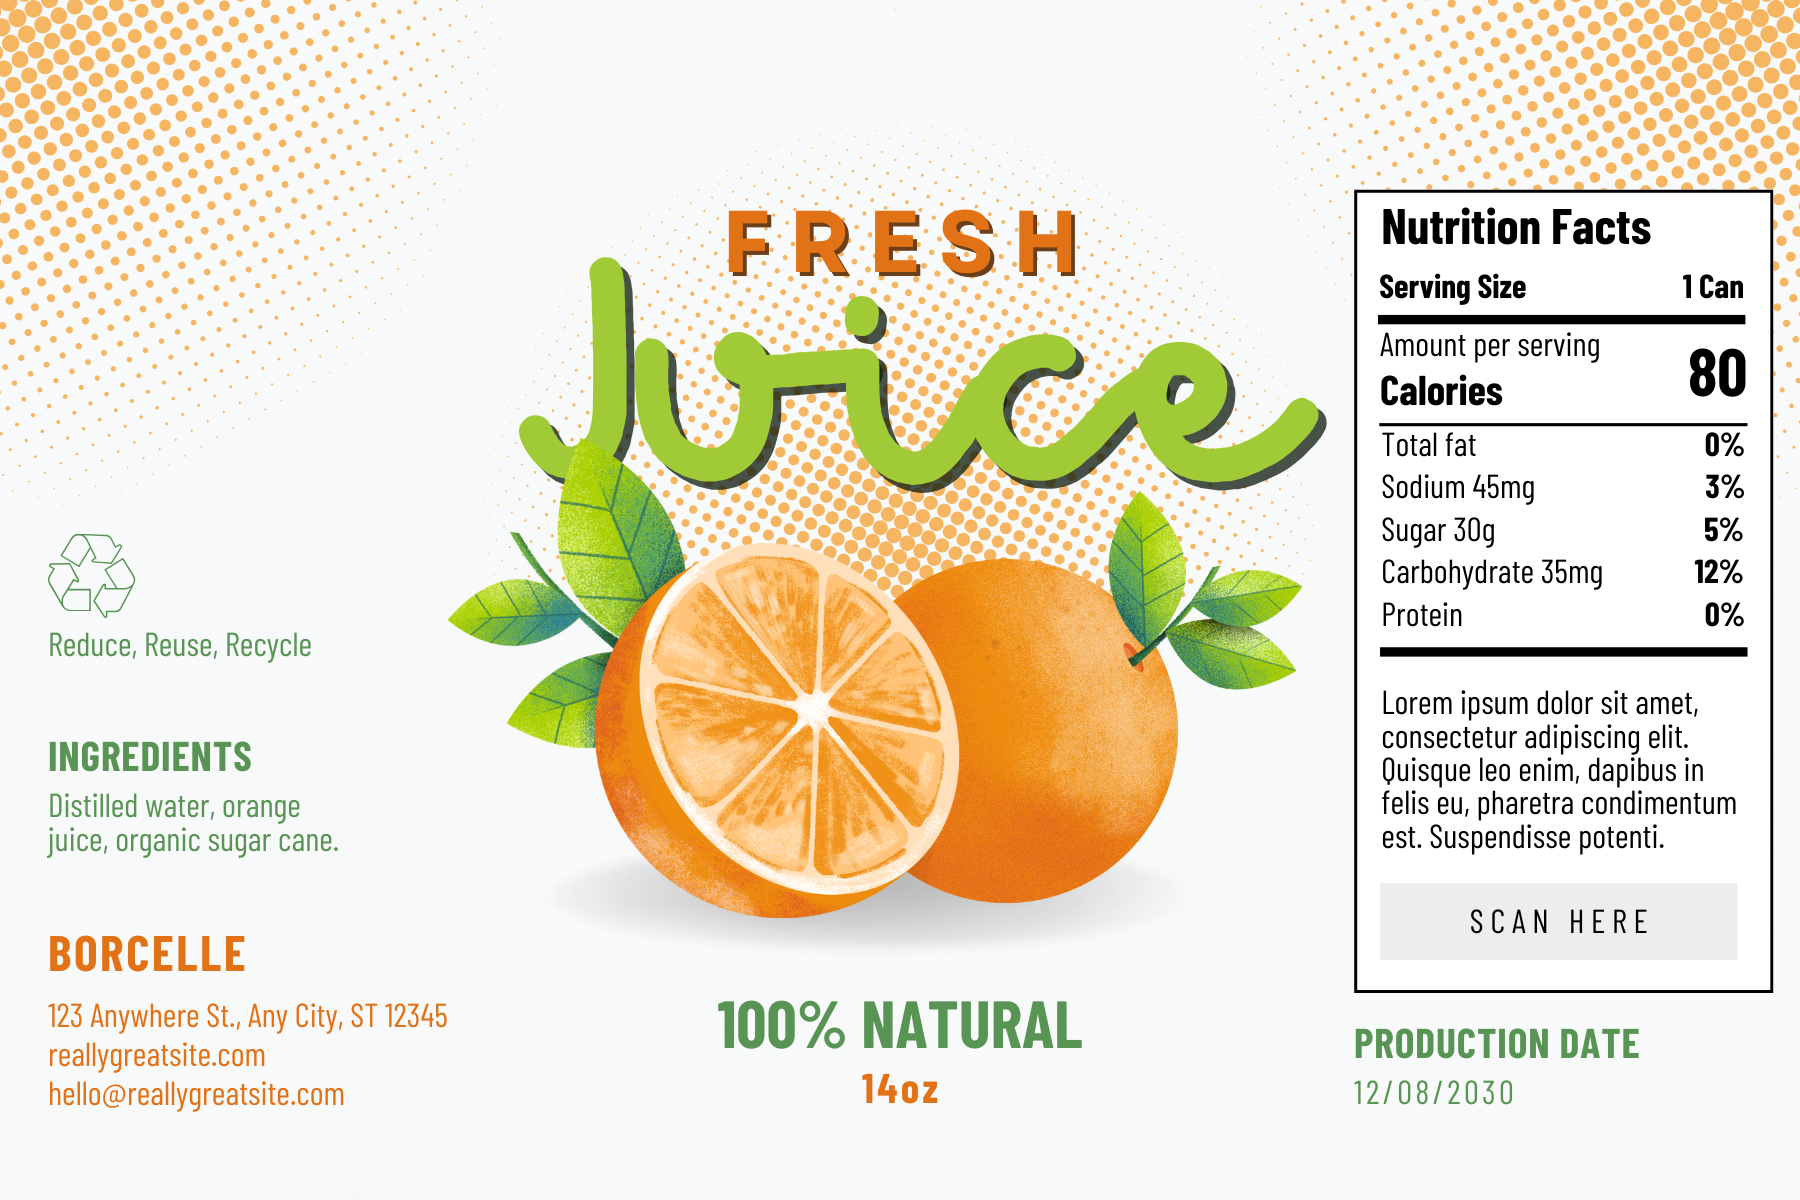 FRESH
Juice
Reduce, Reuse, Recycle
INGREDIENTS
Distilled water, orange
juice, organic sugar cane.
BORCELLE
123 Anywhere St., Any City, ST 12345
reallygreatsite.com
hello@reallygreatsite.com
100% NATURAL
14oz
Nutrition Facts
Serving Size 1 Can
Amount per serving
Calories 80
Total fat 0%
Sodium 45mg 3%
Sugar 30g 5%
Carbohydrate 35mg 12%
Protein 0%
Lorem ipsum dolor sit amet,
consectetur adipiscing elit.
Quisque leo enim, dapibus in
felis eu, pharetra condimentum
est. Suspendisse potenti.
SCAN HERE
PRODUCTION DATE
12/08/2030